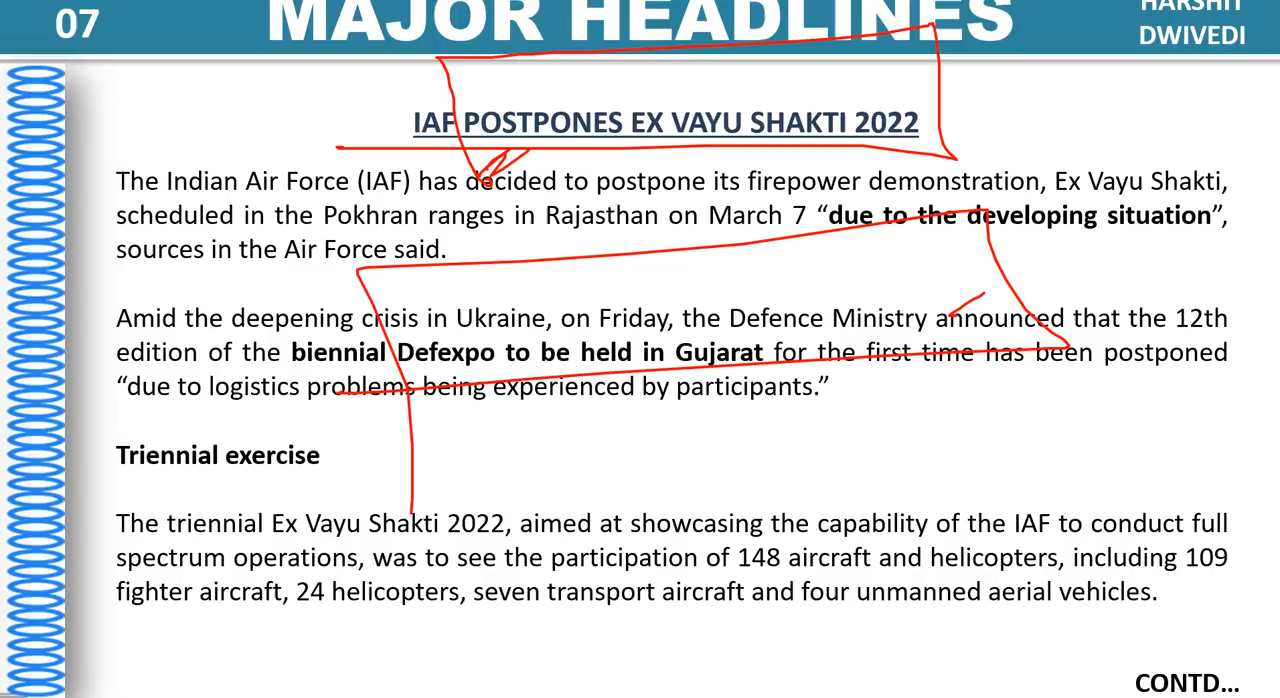 07
MAJOR HEADLINES
HARSHIT
DWIVEDI
IAF POSTPONES EX VAYU SHAKTI 2022
The Indian Air Force (IAF) has decided to postpone its firepower demonstration, Ex Vayu Shakti,
scheduled in the Pokhran ranges in Rajasthan on March 7 “due to the developing situation”,
sources in the Air Force said.
Amid the deepening crisis in Ukraine, on Friday, the Defence Ministry announced that the 12th
edition of the biennial Defexpo to be held in Gujarat for the first time has been postponed
“due to logistics problems being experienced by participants.”
Triennial exercise
The triennial Ex Vayu Shakti 2022, aimed at showcasing the capability of the IAF to conduct full
spectrum operations, was to see the participation of 148 aircraft and helicopters, including 109
fighter aircraft, 24 helicopters, seven transport aircraft and four unmanned aerial vehicles.
CONTD...